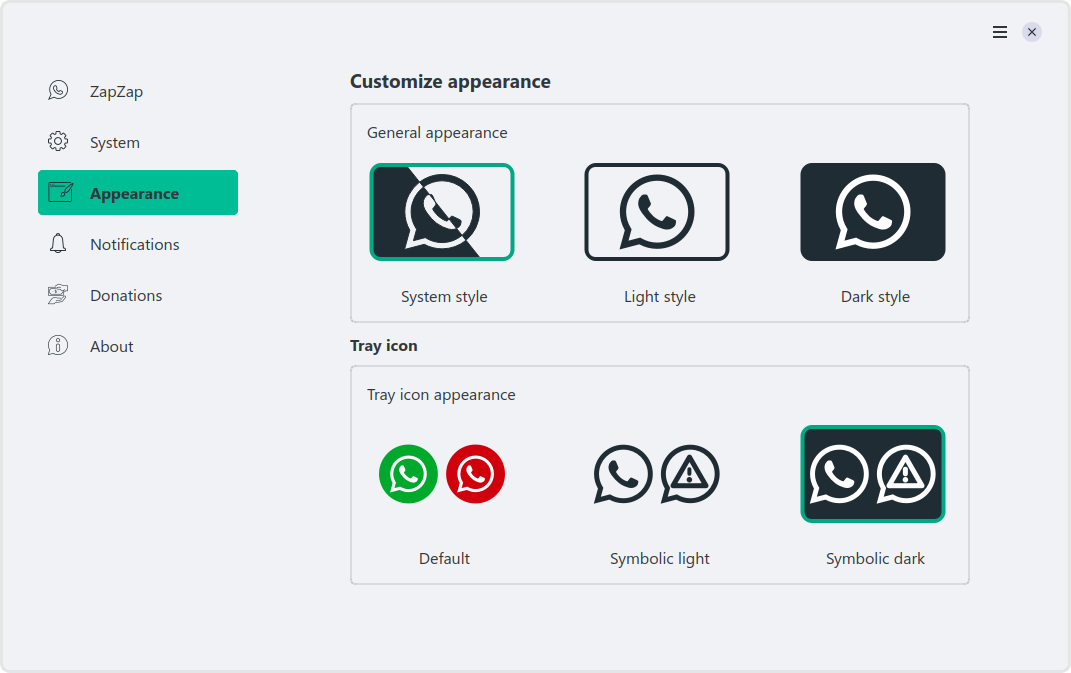 ZapZap
System
Appearance
Notifications
Donations
About
Customize appearance
General appearance
System style
Light style
Dark style
Tray icon
Tray icon appearance
Default
Symbolic light
Symbolic dark